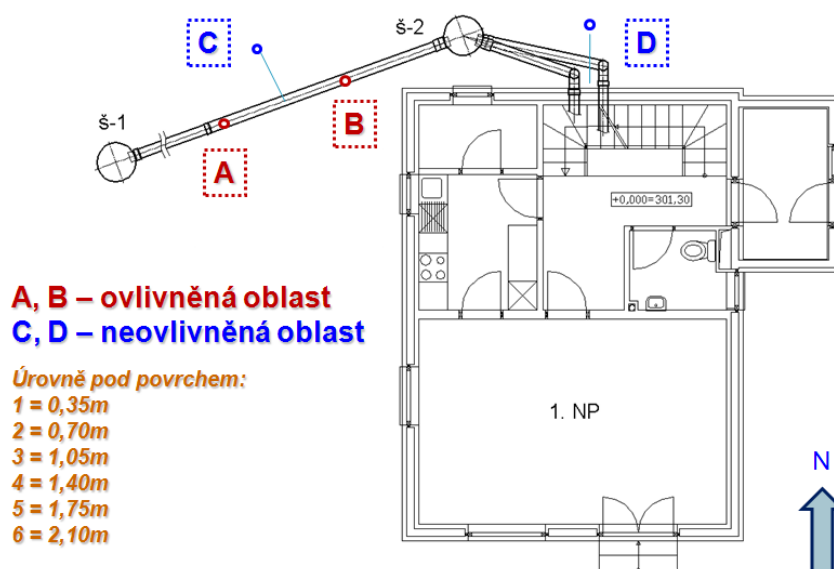 C
š-2
D
š-1
B
A
+0,000=301,30
A, B – ovlivněná oblast
C, D – neovlivněná oblast
Úrovně pod povrchem:
1 = 0,35m
2 = 0,70m
3 = 1,05m
4 = 1,40m
5 = 1,75m
6 = 2,10m
1. NP
N